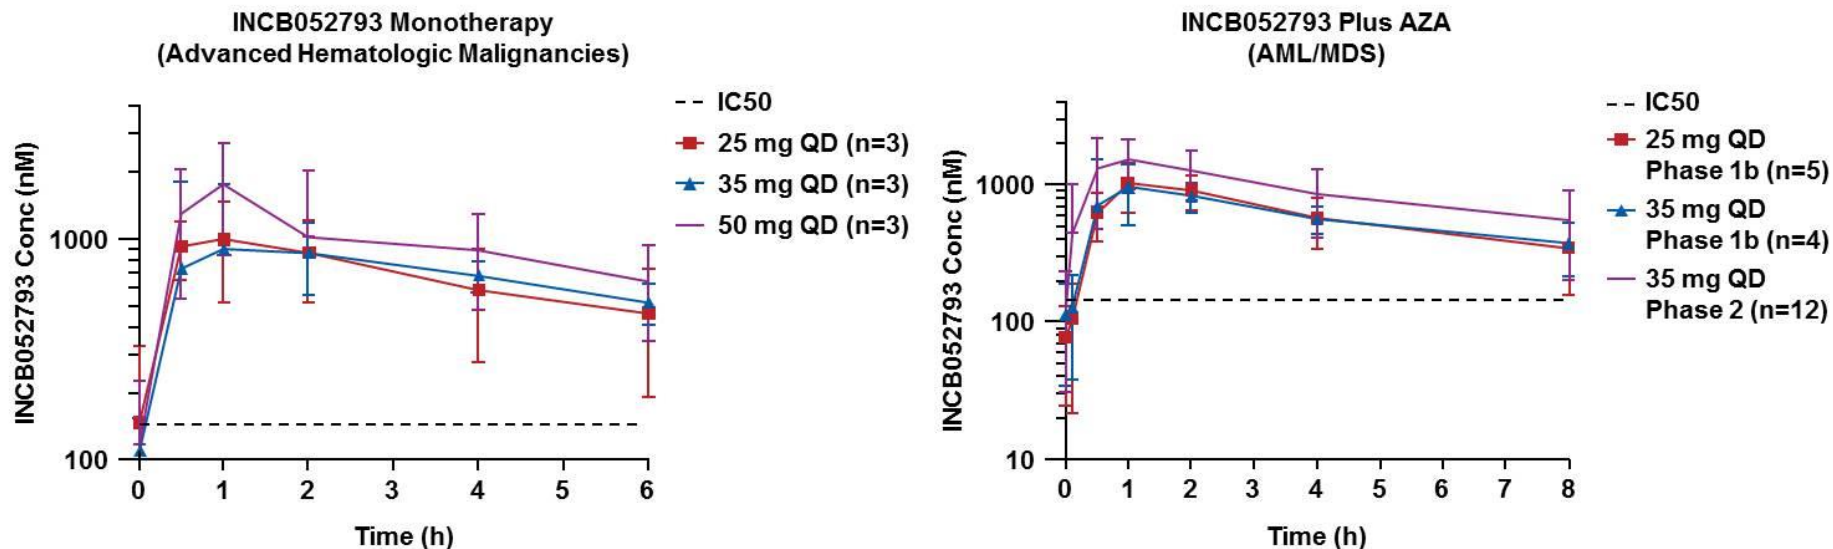 INCB052793 Monotherapy
(Advanced Hematologic Malignancies)
INCB052793 Conc (nM)
1000
100
0 1 2 3 4 5 6
Time (h)
IC50
25 mg QD (n=3)
35 mg QD (n=3)
50 mg QD (n=3)
INCB052793 Plus AZA
(AML/MDS)
INCB052793 Conc (nM)
1000
100
10
0 1 2 3 4 5 6 7 8
Time (h)
IC50
25 mg QD
Phase 1b (n=5)
35 mg QD
Phase 1b (n=4)
35 mg QD
Phase 2 (n=12)